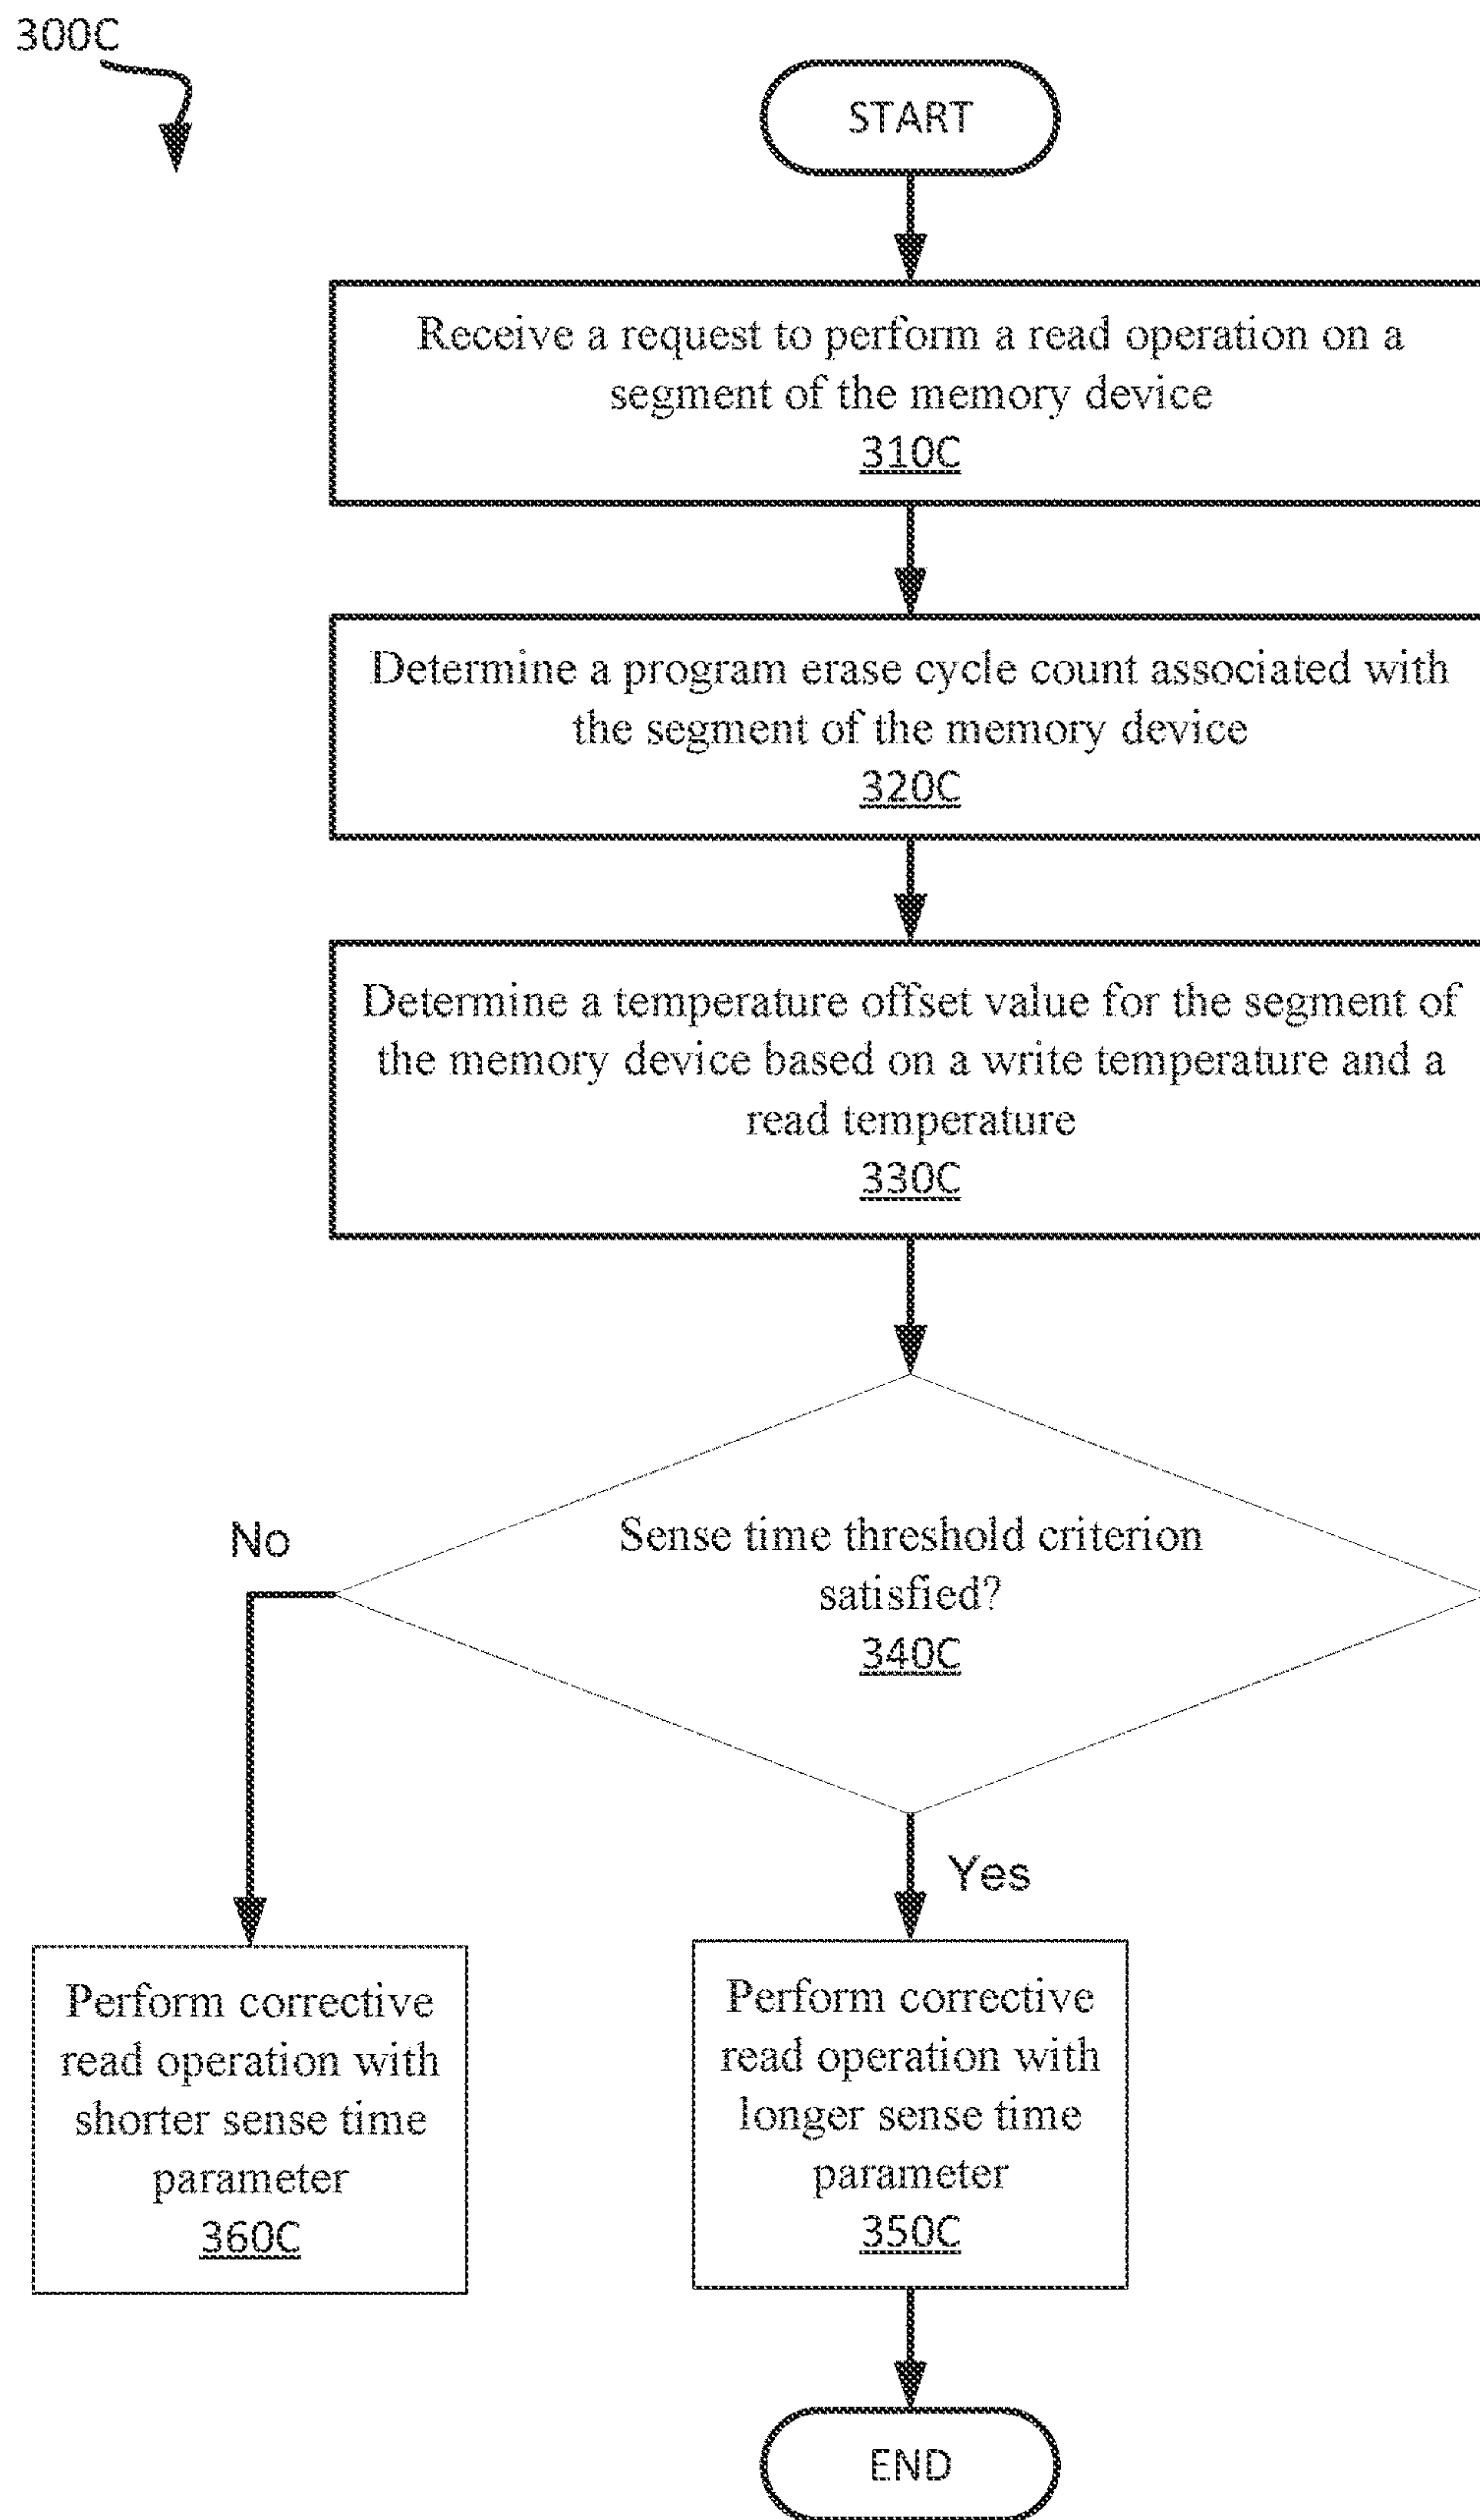 300C
START
Receive a request to perform a read operation on a
segment of the memory device
310C
Determine a program erase cycle count associated with
the segment of the memory device
320C
Determine a temperature offset value for the segment of
the memory device based on a write temperature and a
read temperature
330C
Sense time threshold criterion
satisfied?
340C
No
Yes
Perform corrective
read operation with
shorter sense time
parameter
360C
Perform corrective
read operation with
longer sense time
parameter
350C
END